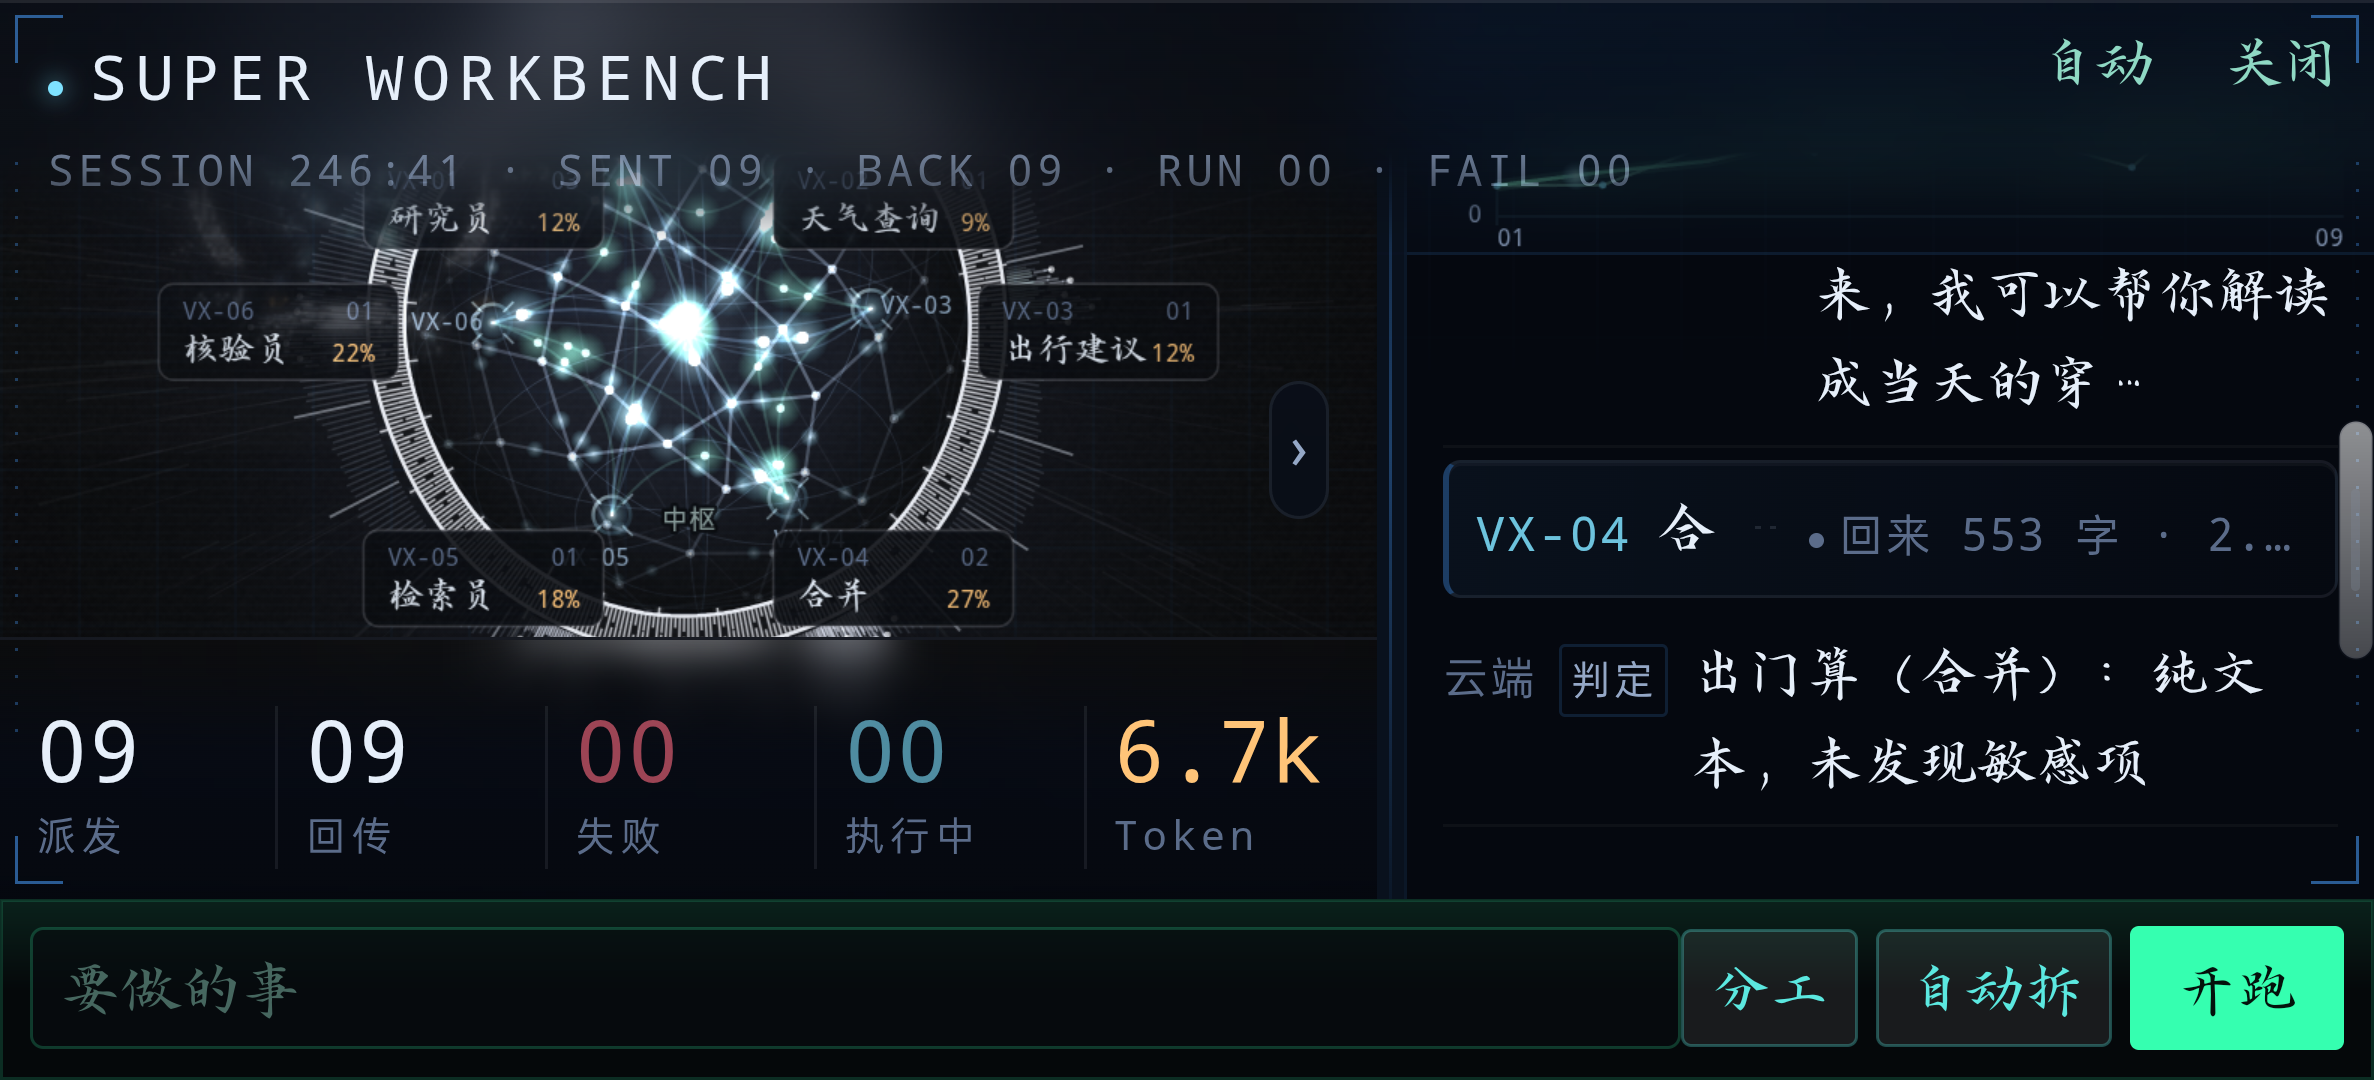 SUPER WORKBENCH
自动 关闭
SESSION 246:41 · SENT 09 · BACK 09 · RUN 00 · FAIL 00
VX-01
研究员 12%
VX-02 01
天气查询 9%
VX-06 01
核验员 22%
VX-06
VX-03
VX-03 01
出行建议 12%
中枢
VX-05 01
检索员 18%
05
VX-04 02
合并 27%
›
09
派发
09
回传
00
失败
00
执行中
6.7k
Token
0
01 09
来，我可以帮你解读
成当天的穿…
VX-04 合 回来 553 字 · 2.…
云端 判定 出门算（合并）：纯文
本，未发现敏感项
要做的事
分工 自动拆 开跑